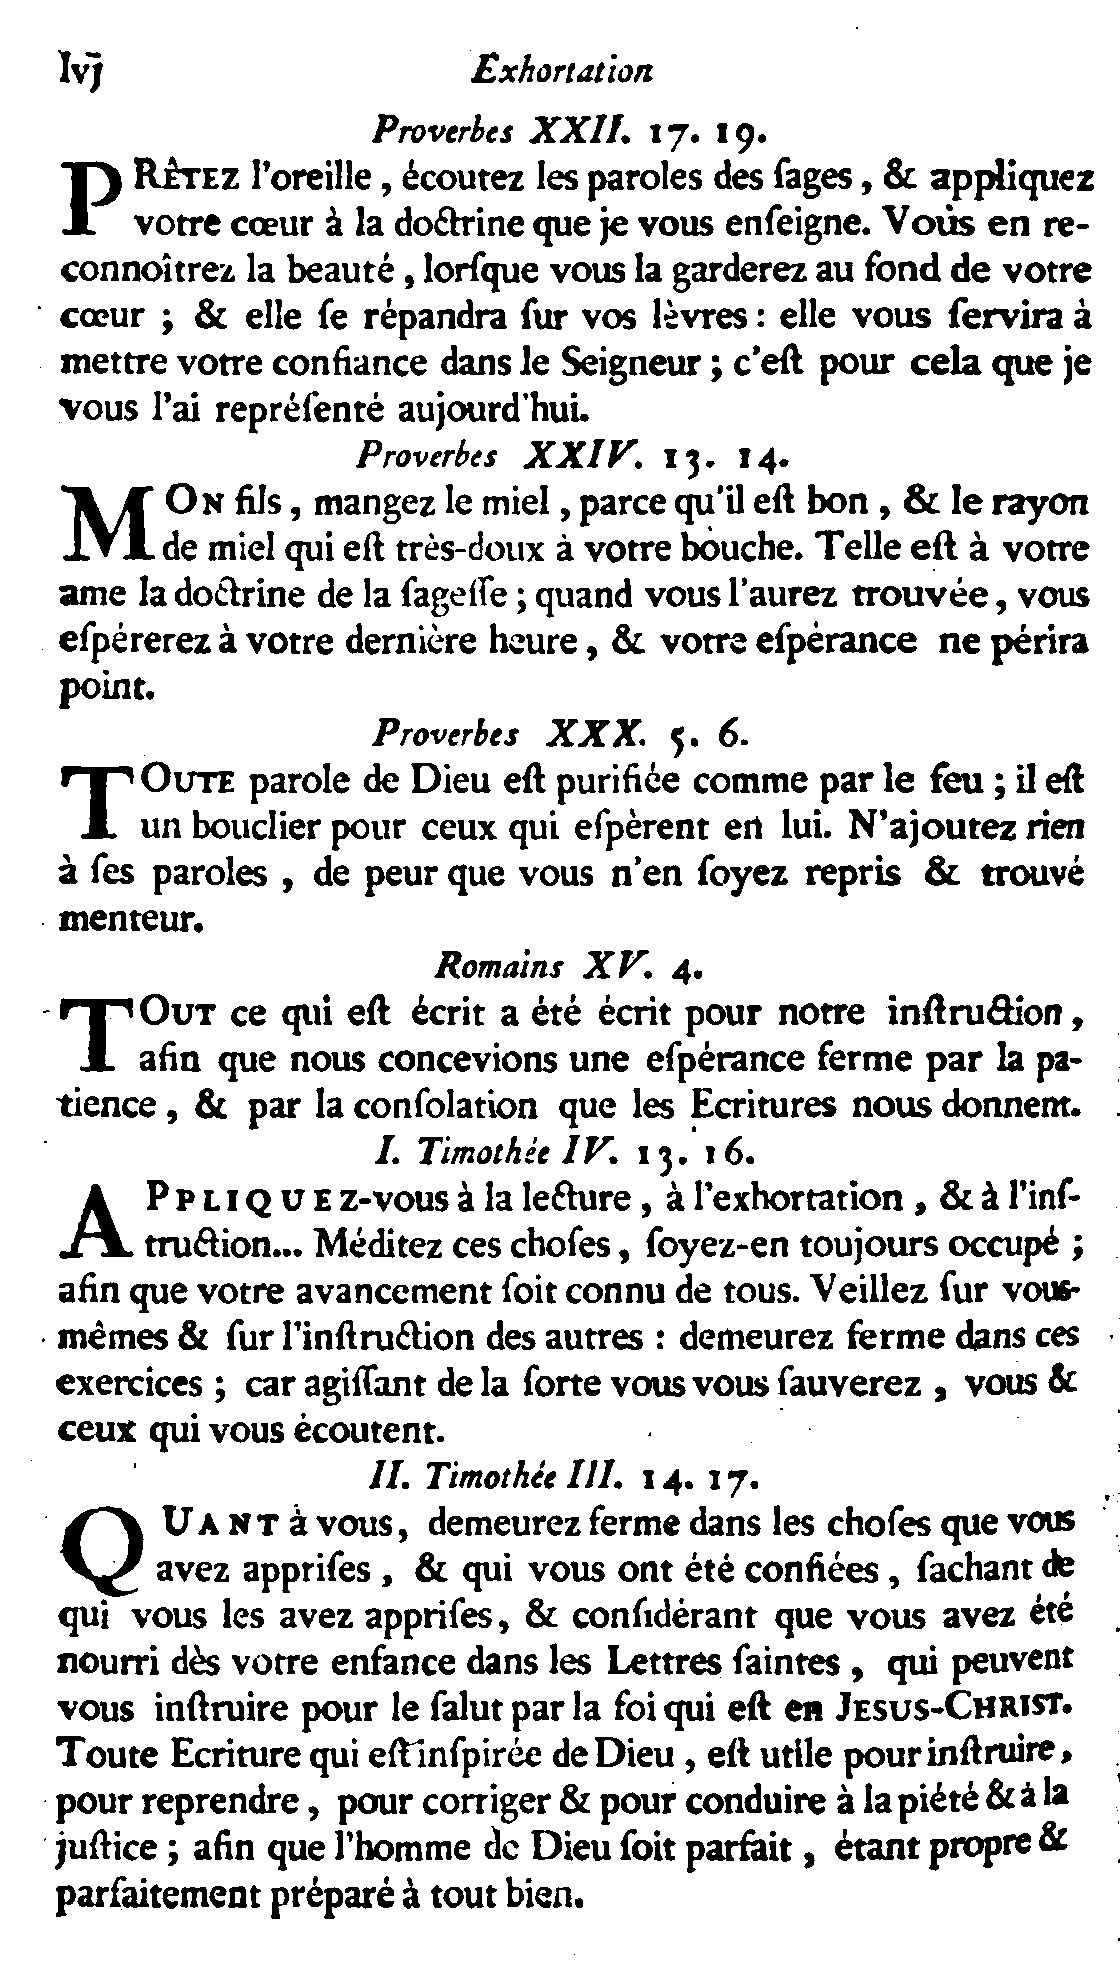 lvj Exhortation
Proverbes XXII. 17. 19.
PRÊTEZ l'oreille, écoutez les paroles des ſages, & appliquez
votre cœur à la doctrine que je vous enſeigne. Vous en re-
connoîtrez la beauté, lorſque vous la garderez au fond de votre
cœur ; & elle ſe répandra ſur vos lèvres : elle vous ſervira à
mettre votre confiance dans le Seigneur ; c'eſt pour cela que je
vous l'ai repréſenté aujourd'hui.
Proverbes XXIV. 13. 14.
MON fils, mangez le miel, parce qu'il eſt bon, & le rayon
de miel qui eſt très-doux à votre bouche. Telle eſt à votre
ame la doctrine de la ſageſſe ; quand vous l'aurez trouvée, vous
eſpérerez à votre dernière heure, & votre eſpérance ne périra
point.
Proverbes XXX. 5. 6.
TOUTE parole de Dieu eſt purifiée comme par le feu ; il eſt
un bouclier pour ceux qui eſpèrent en lui. N'ajoutez rien
à ſes paroles, de peur que vous n'en ſoyez repris & trouvé
menteur.
Romains XV. 4.
TOUT ce qui eſt écrit a été écrit pour notre inſtruction,
afin que nous concevions une eſpérance ferme par la pa-
tience, & par la conſolation que les Ecritures nous donnent.
I. Timothée IV. 13. 16.
APPLIQUEZ-vous à la lecture, à l'exhortation, & à l'inſ-
truction... Méditez ces choſes, ſoyez-en toujours occupé ;
afin que votre avancement ſoit connu de tous. Veillez ſur vous-
mêmes & ſur l'inſtruction des autres : demeurez ferme dans ces
exercices ; car agiſſant de la ſorte vous vous ſauverez, vous &
ceux qui vous écoutent.
II. Timothée III. 14. 17.
QUANT à vous, demeurez ferme dans les choſes que vous
avez appriſes, & qui vous ont été confiées, ſachant de
qui vous les avez appriſes, & conſidérant que vous avez été
nourri dès votre enfance dans les Lettres ſaintes, qui peuvent
vous inſtruire pour le ſalut par la foi qui eſt en JESUS-CHRIST.
Toute Ecriture qui eſt inſpirée de Dieu, eſt utile pour inſtruire,
pour reprendre, pour corriger & pour conduire à la piété & à la
juſtice ; afin que l'homme de Dieu ſoit parfait, étant propre &
parfaitement préparé à tout bien.